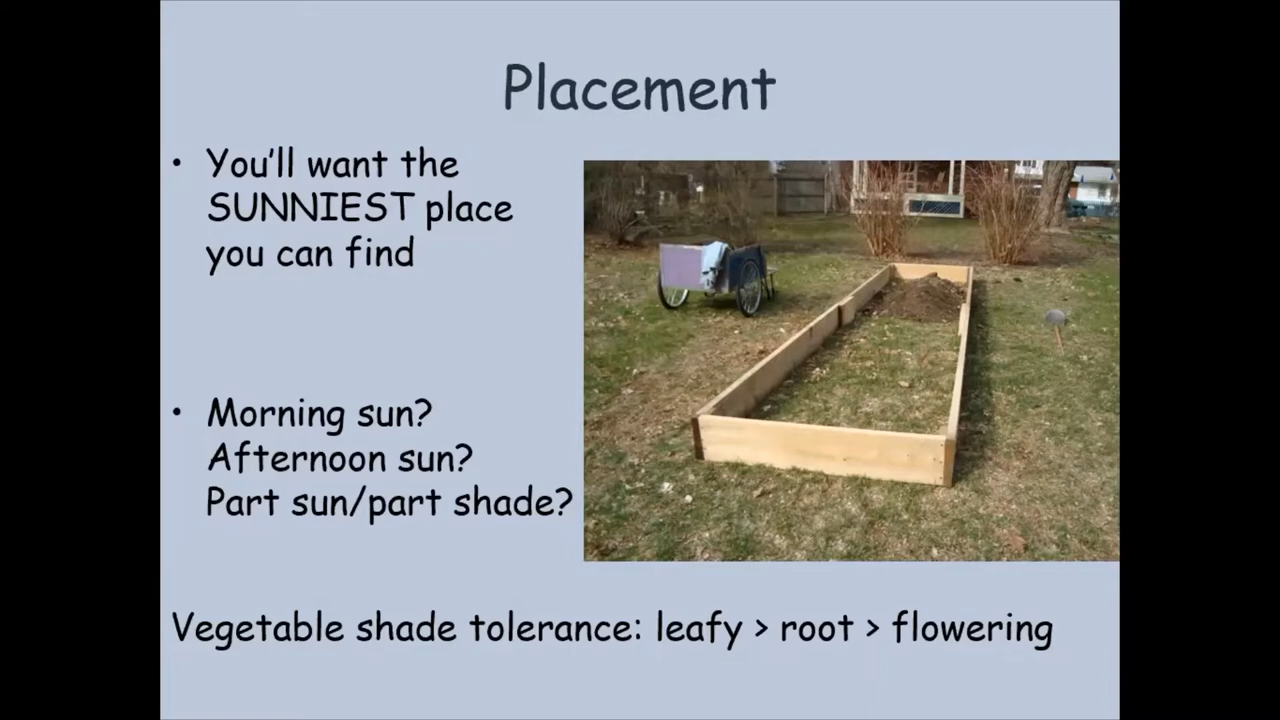 Placement
• You'll want the
SUNNIEST place
you can find
• Morning sun?
Afternoon sun?
Part sun/part shade?
Vegetable shade tolerance: leafy > root > flowering